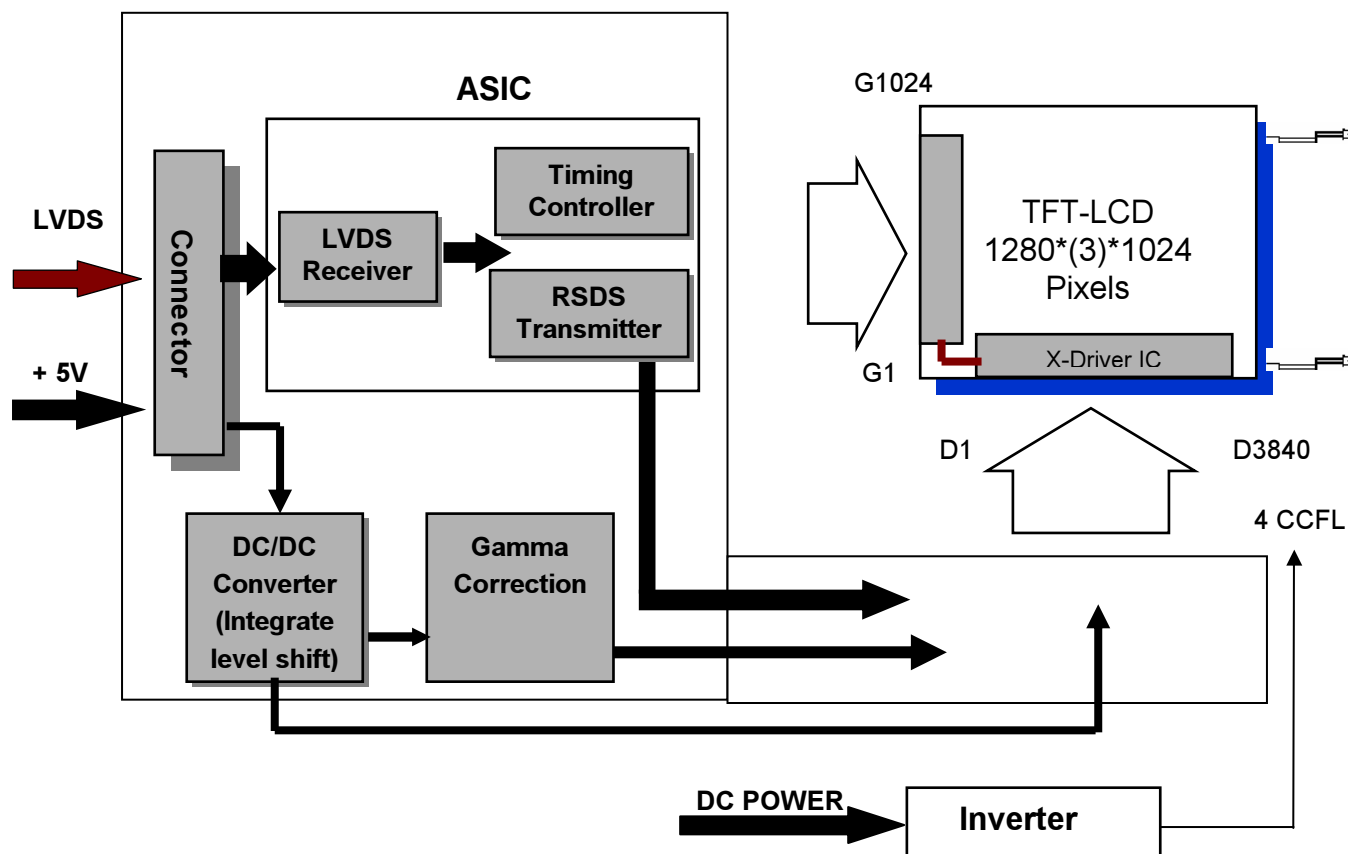 ASIC
LVDS
+ 5V
Connector
LVDS
Receiver
Timing
Controller
RSDS
Transmitter
DC/DC
Converter
(Integrate
level shift)
Gamma
Correction
G1024
G1
TFT-LCD
1280*(3)*1024
Pixels
X-Driver IC
D1
D3840
4 CCFL
DC POWER
Inverter